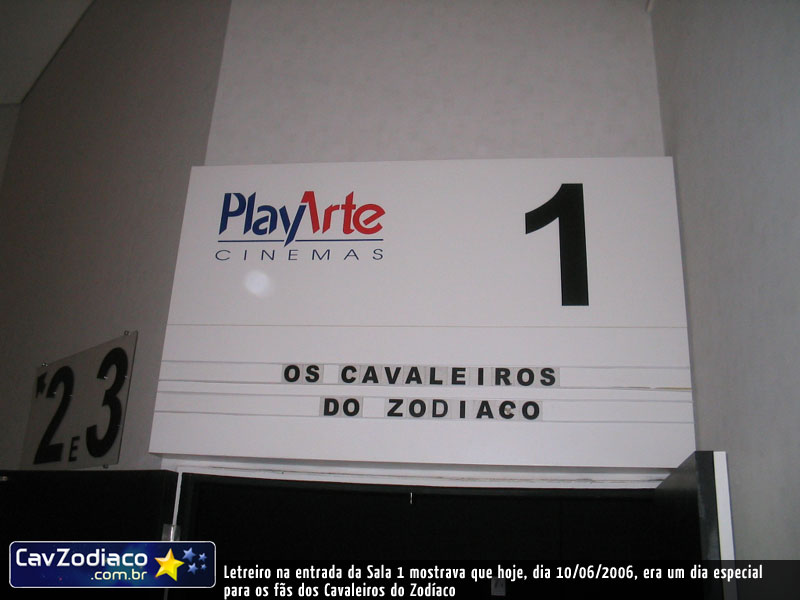 PlayArte
CINEMAS
1
OS CAVALEIROS
DO ZODIACO
2 E 3
CavZodiaco
.com.br
Letreiro na entrada da Sala 1 mostrava que hoje, dia 10/06/2006, era um dia especial
para os fãs dos Cavaleiros do Zodíaco